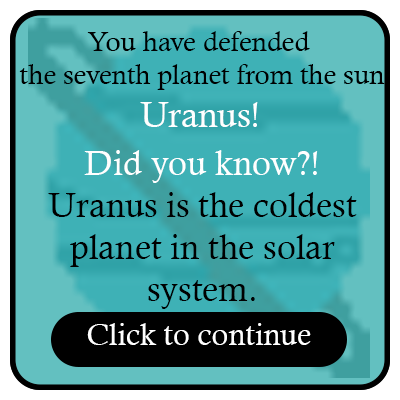 You have defended
the seventh planet from the sun
Uranus!
Did you know?!
Uranus is the coldest
planet in the solar
system.
Click to continue